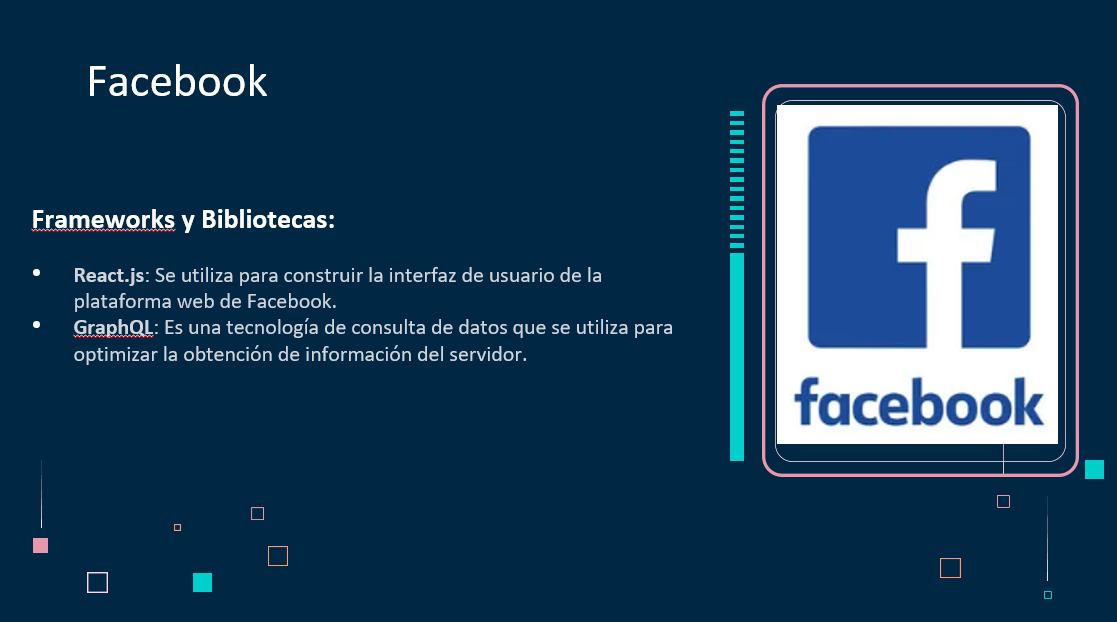 Facebook
Frameworks y Bibliotecas:
• React.js: Se utiliza para construir la interfaz de usuario de la
plataforma web de Facebook.
• GraphQL: Es una tecnología de consulta de datos que se utiliza para
optimizar la obtención de información del servidor.
f
facebook